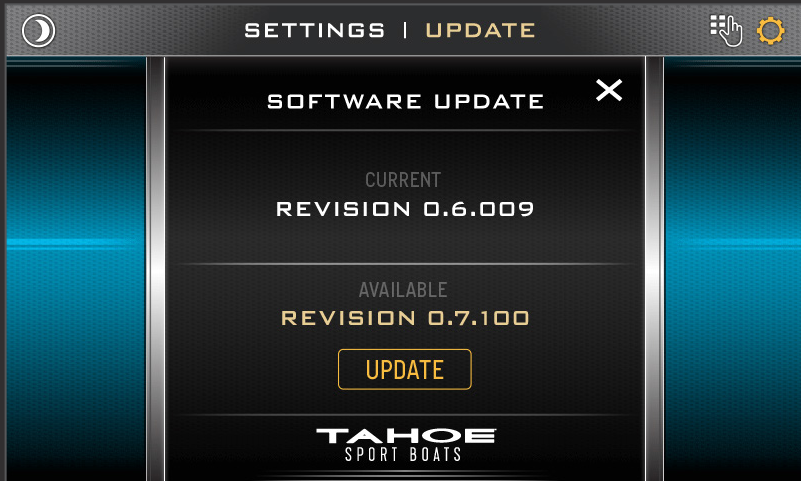 SETTINGS | UPDATE
SOFTWARE UPDATE
CURRENT
REVISION 0.6.009
AVAILABLE
REVISION 0.7.100
UPDATE
TAHOE
SPORT BOATS